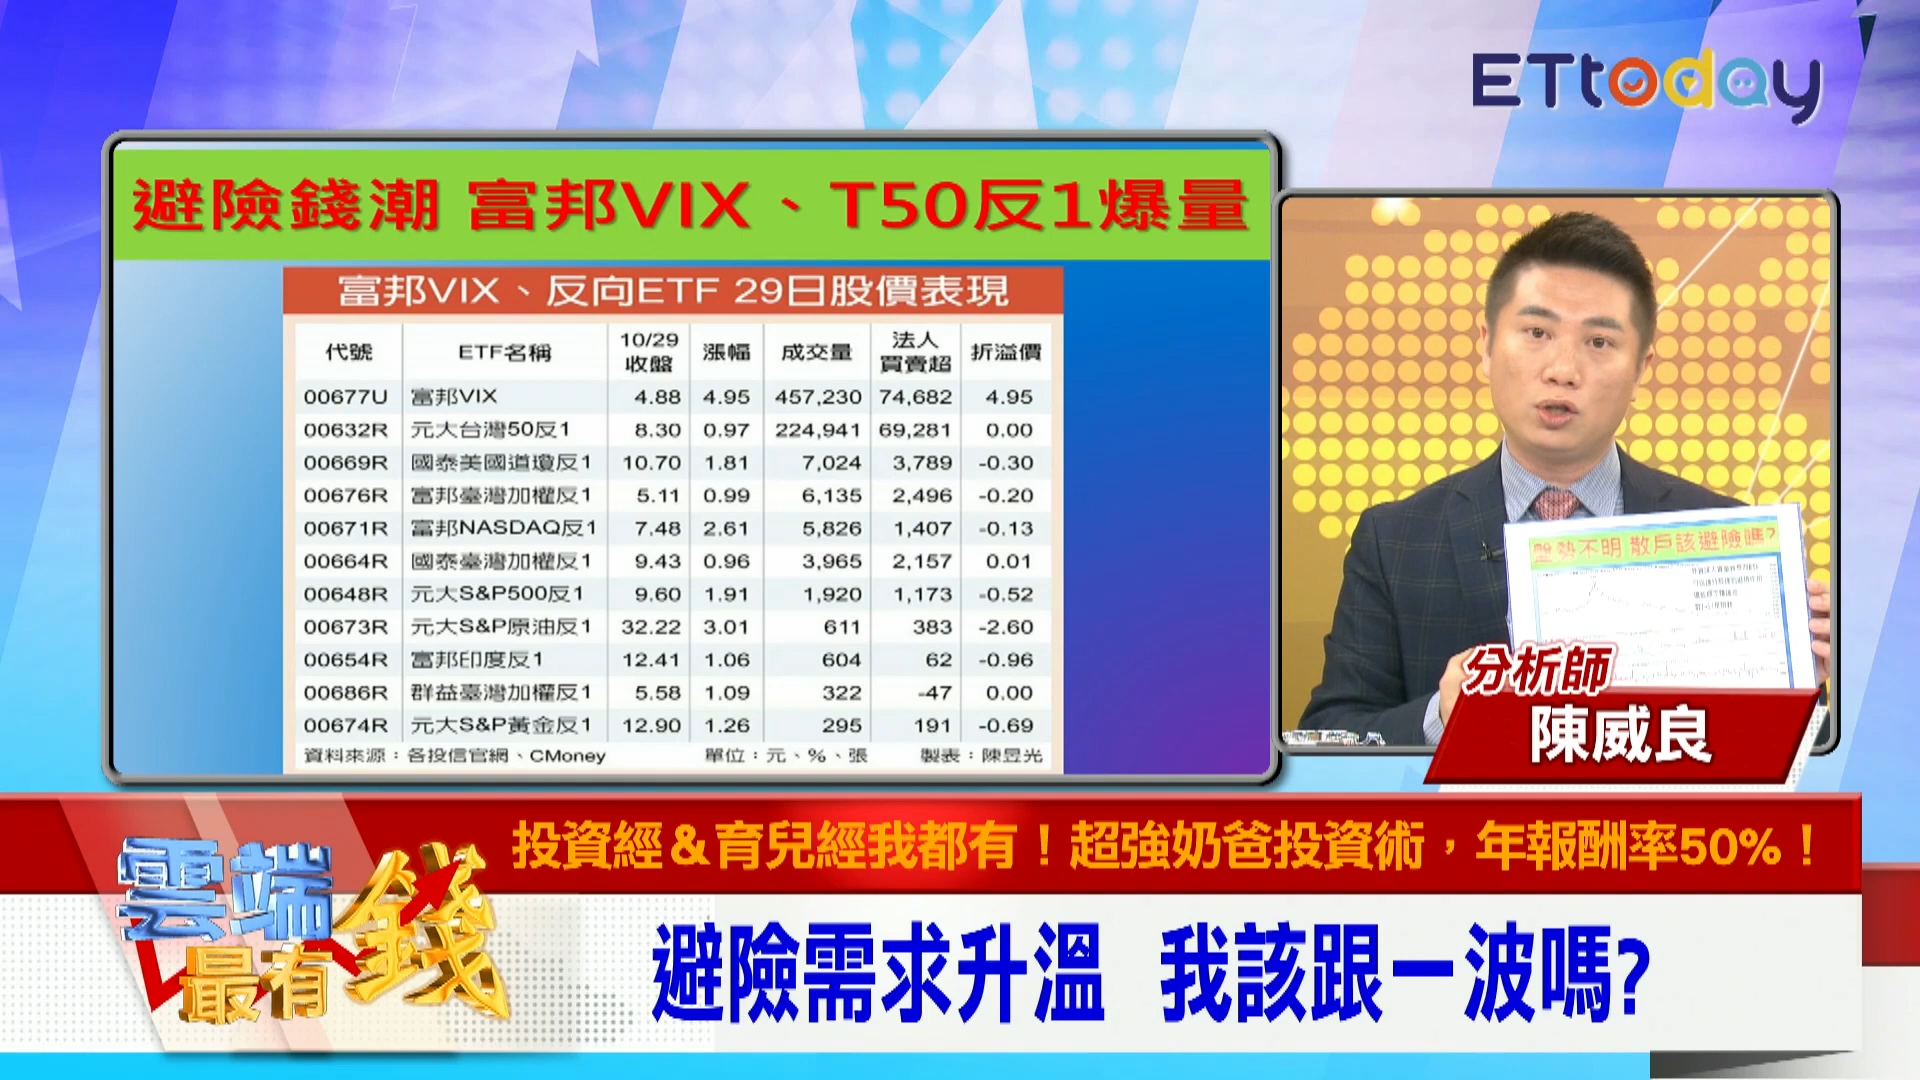 ETtoday
避險錢潮 富邦VIX、T50反1爆量
富邦VIX、反向ETF 29日股價表現
代號 ETF名稱 10/29收盤 漲幅 成交量 法人買賣超 折溢價
00677U 富邦VIX 4.88 4.95 457,230 74,682 4.95
00632R 元大台灣50反1 8.30 0.97 224,941 69,281 0.00
00669R 國泰美國道瓊反1 10.70 1.81 7,024 3,789 -0.30
00676R 富邦臺灣加權反1 5.11 0.99 6,135 2,496 -0.20
00671R 富邦NASDAQ反1 7.48 2.61 5,826 1,407 -0.13
00664R 國泰臺灣加權反1 9.43 0.96 3,965 2,157 0.01
00648R 元大S&P500反1 9.60 1.91 1,920 1,173 -0.52
00673R 元大S&P原油反1 32.22 3.01 611 383 -2.60
00654R 富邦印度反1 12.41 1.06 604 62 -0.96
00686R 群益臺灣加權反1 5.58 1.09 322 -47 0.00
00674R 元大S&P黃金反1 12.90 1.26 295 191 -0.69
資料來源：各投信官網、CMoney 單位：元、%、張 製表：陳昱光
盤勢不明 散戶該避險嗎?
分析師
陳威良
雲端
最有錢
投資經&育兒經我都有！超強奶爸投資術，年報酬率50%！
避險需求升溫 我該跟一波嗎?